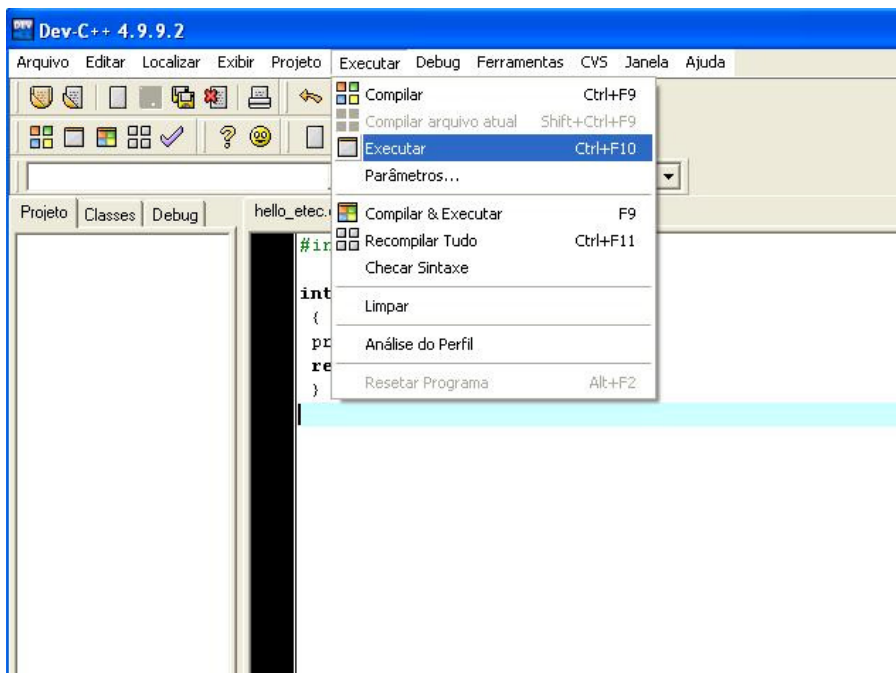 Dev-C++ 4.9.9.2
Arquivo Editar Localizar Exibir Projeto Executar Debug Ferramentas CVS Janela Ajuda
Compilar Ctrl+F9
Compilar arquivo atual Shift+Ctrl+F9
Executar Ctrl+F10
Parâmetros...
Compilar & Executar F9
Recompilar Tudo Ctrl+F11
Checar Sintaxe
Limpar
Análise do Perfil
Resetar Programa Alt+F2
Projeto Classes Debug
hello_etec.
#in
int
{
pr
re
}